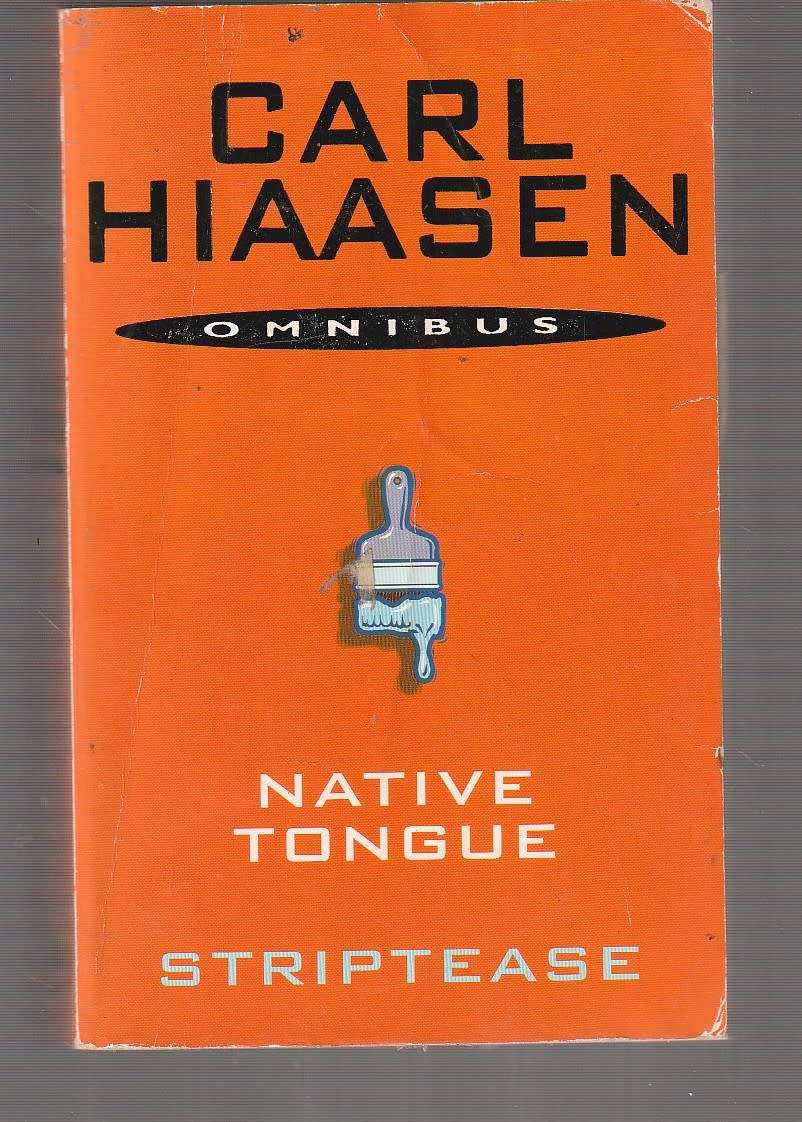 CARL
HIAASEN
OMNIBUS
NATIVE
TONGUE
STRIPTEASE